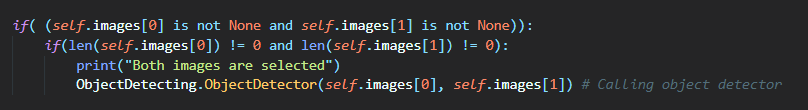 if( (self.images[0] is not None and self.images[1] is not None)):
    if(len(self.images[0]) != 0 and len(self.images[1]) != 0):
        print("Both images are selected")
        ObjectDetecting.ObjectDetector(self.images[0], self.images[1]) # Calling object detector